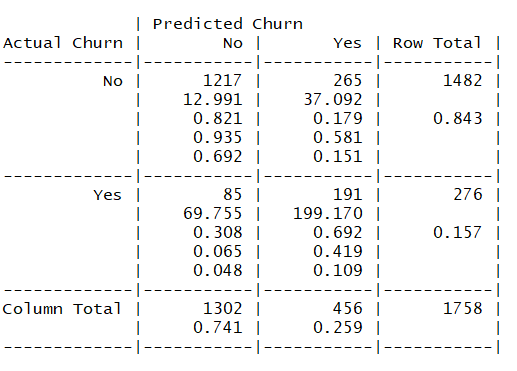 | Predicted Churn
Actual Churn |        No |       Yes | Row Total |
-------------|-----------|-----------|-----------|
          No |      1217 |       265 |      1482 |
             |    12.991 |    37.092 |           |
             |     0.821 |     0.179 |     0.843 |
             |     0.935 |     0.581 |           |
             |     0.692 |     0.151 |           |
-------------|-----------|-----------|-----------|
         Yes |        85 |       191 |       276 |
             |    69.755 |   199.170 |           |
             |     0.308 |     0.692 |     0.157 |
             |     0.065 |     0.419 |           |
             |     0.048 |     0.109 |           |
-------------|-----------|-----------|-----------|
Column Total |      1302 |       456 |      1758 |
             |     0.741 |     0.259 |           |
-------------|-----------|-----------|-----------|